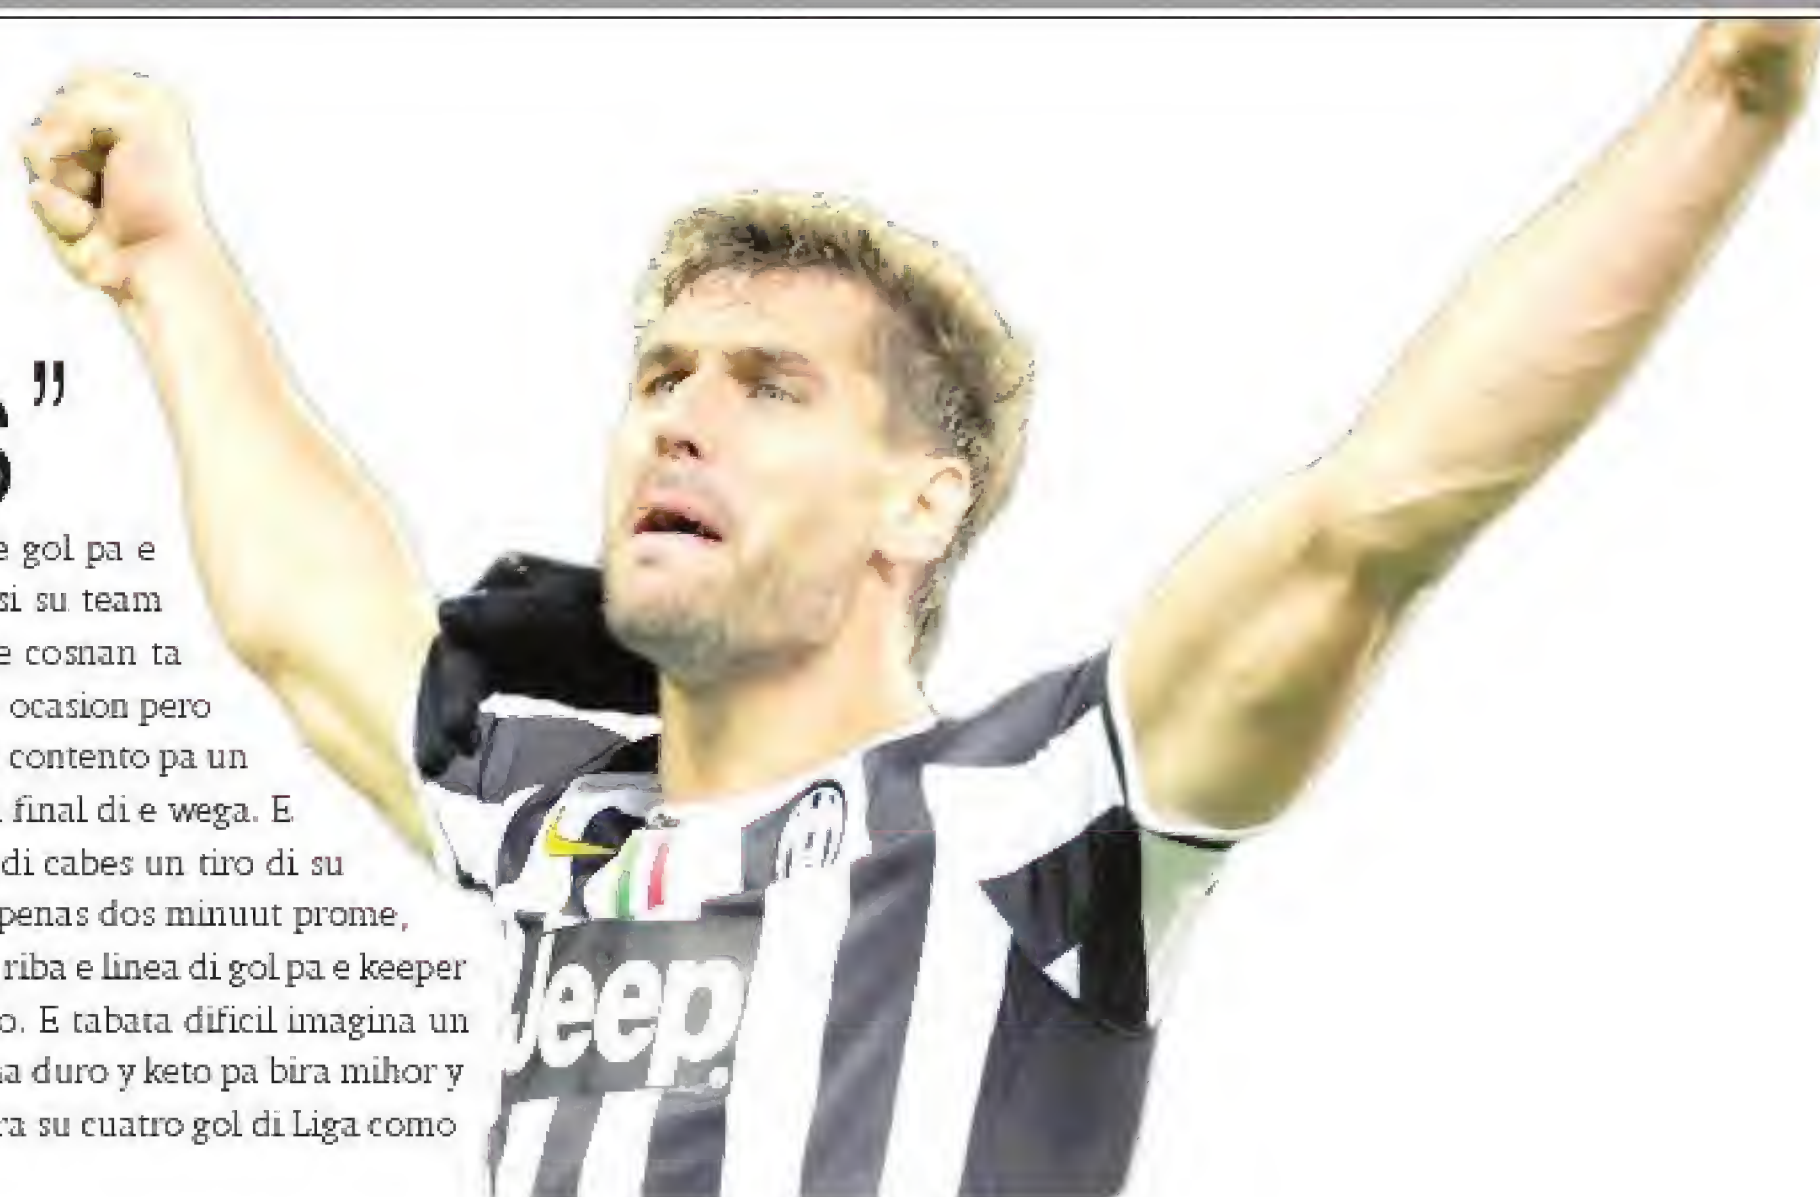 ”
gol pa e
si su team
e cosnan ta
ocasion pero
contento pa un
final di e wega. E
di cabes un tiro di su
penas dos minuut prome,
riba e linea di gol pa e keeper
o. E tabata dificil imagina un
a duro y keto pa bira mihor y
ra su cuatro gol di Liga como
Jeep.